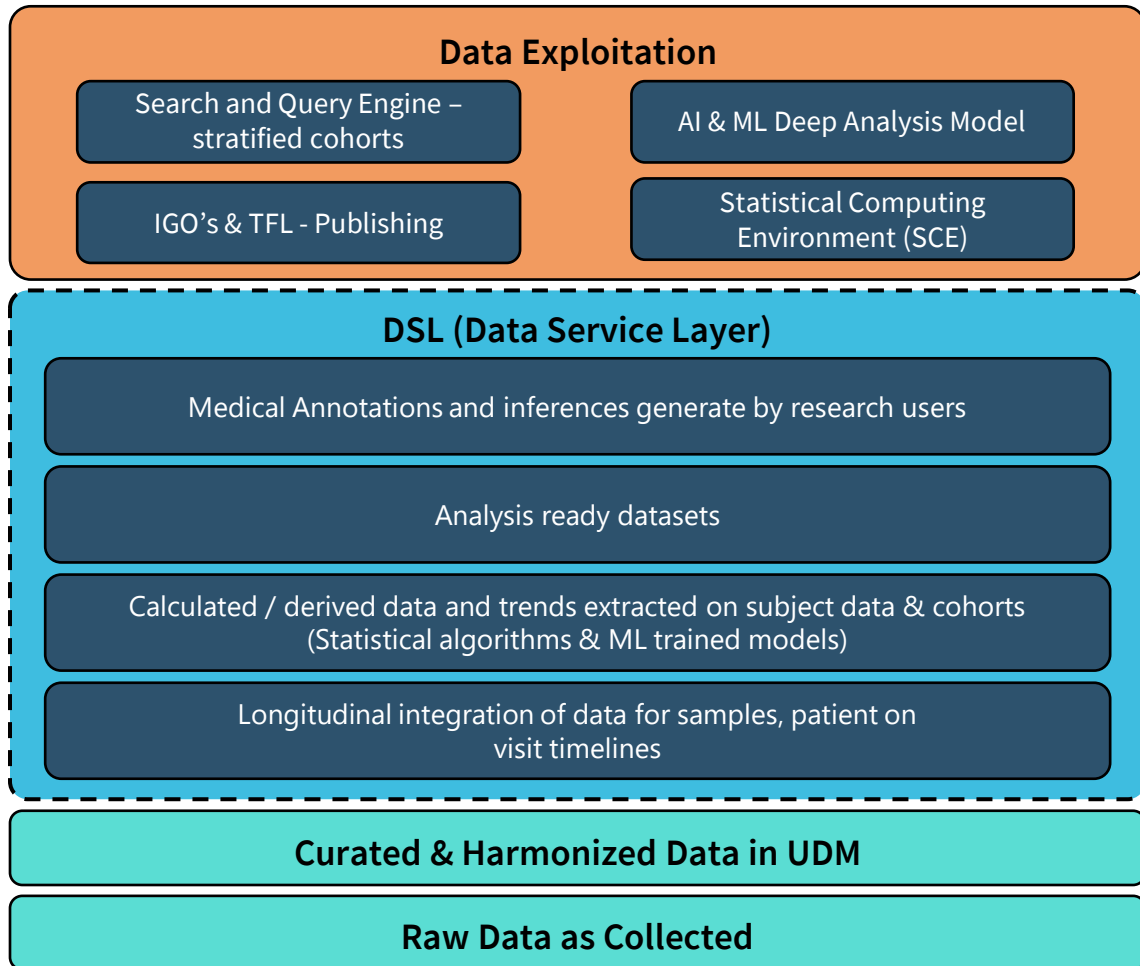 Data Exploitation
Search and Query Engine –
stratified cohorts
AI & ML Deep Analysis Model
IGO's & TFL - Publishing
Statistical Computing
Environment (SCE)
DSL (Data Service Layer)
Medical Annotations and inferences generate by research users
Analysis ready datasets
Calculated / derived data and trends extracted on subject data & cohorts
(Statistical algorithms & ML trained models)
Longitudinal integration of data for samples, patient on
visit timelines
Curated & Harmonized Data in UDM
Raw Data as Collected